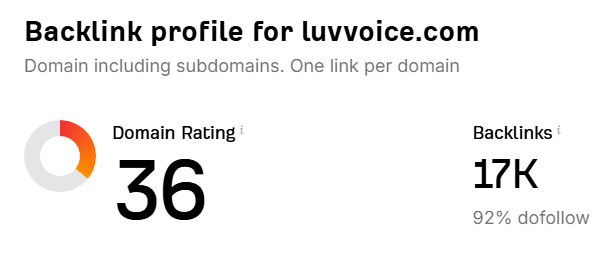 Backlink profile for luvvoice.com
Domain including subdomains. One link per domain
Domain Rating i
36
Backlinks i
17K
92% dofollow